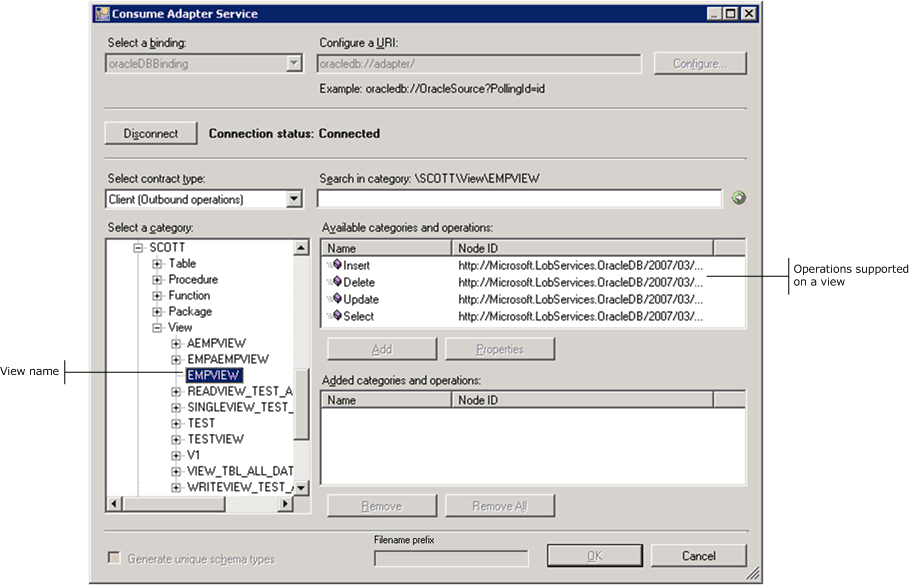 Consume Adapter Service
Select a binding:
Configure a URI:
oracleDBBinding
oracledb://adapter/
Configure...
Example: oracledb://OracleSource?PollingId=id
Disconnect
Connection status: Connected
Select contract type:
Search in category: \SCOTT\View\EMPVIEW
Client (Outbound operations)
Select a category:
Available categories and operations:
SCOTT
Table
Procedure
Function
Package
View
AEMPVIEW
EMPAEMPVIEW
EMPVIEW
READVIEW_TEST_A
SINGLEVIEW_TEST_
TEST
TESTVIEW
V1
VIEW_TBL_ALL_DAT
WRITEVIEW_TEST_
View name
Name Node ID
Insert http://Microsoft.LobServices.OracleDB/2007/03/...
Delete http://Microsoft.LobServices.OracleDB/2007/03/...
Update http://Microsoft.LobServices.OracleDB/2007/03/...
Select http://Microsoft.LobServices.OracleDB/2007/03/...
Operations supported
on a view
Add
Properties
Added categories and operations:
Name Node ID
Remove
Remove All
Generate unique schema types
Filename prefix
OK
Cancel